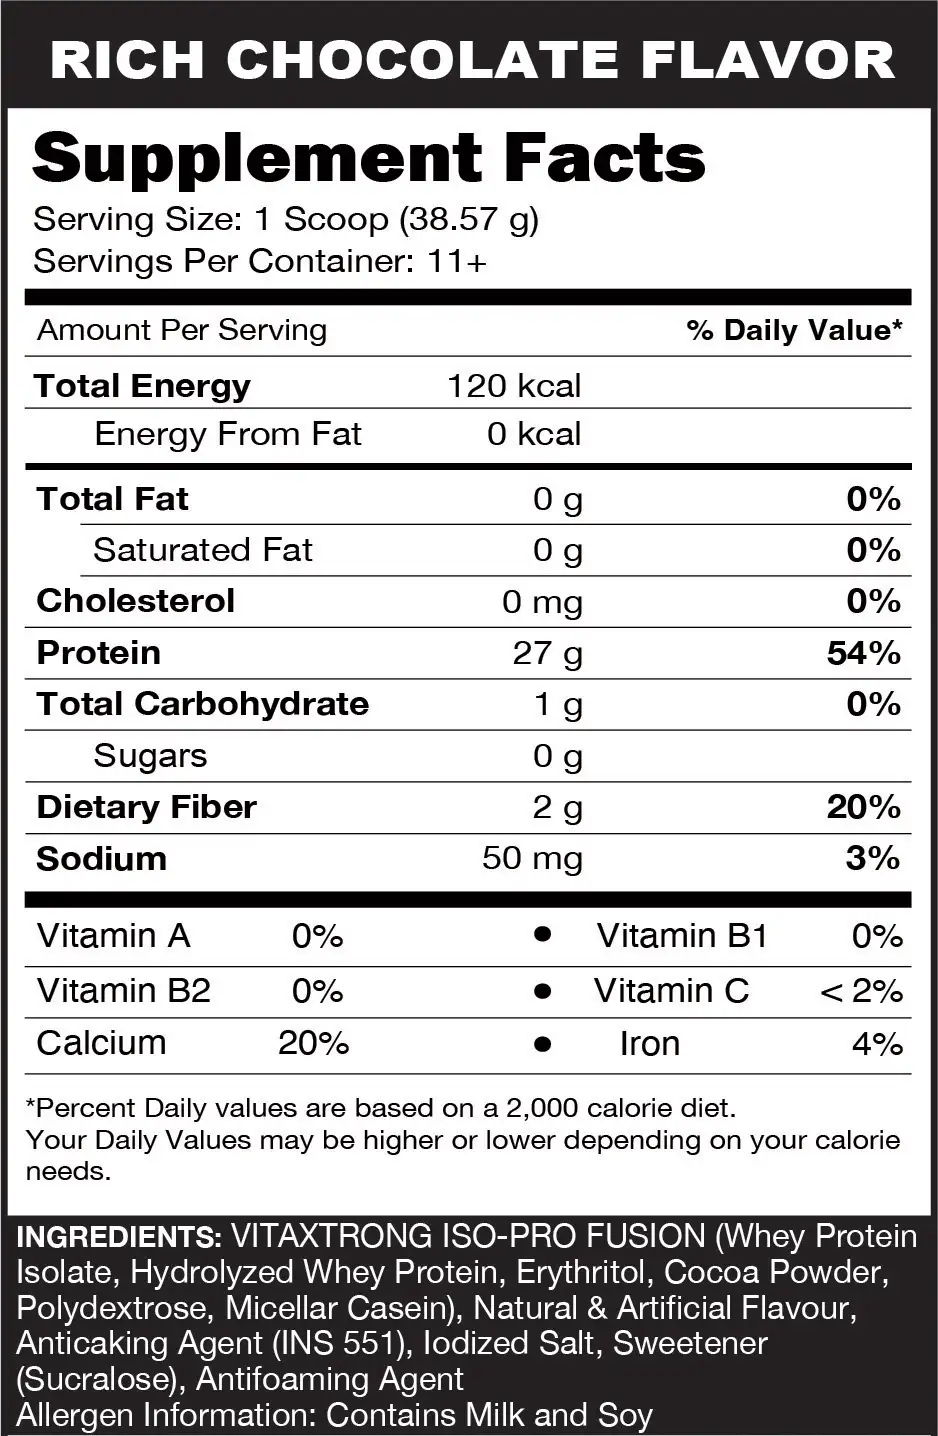 RICH CHOCOLATE FLAVOR
Supplement Facts
Serving Size: 1 Scoop (38.57 g)
Servings Per Container: 11+
Amount Per Serving % Daily Value*
Total Energy 120 kcal
Energy From Fat 0 kcal
Total Fat 0 g 0%
Saturated Fat 0 g 0%
Cholesterol 0 mg 0%
Protein 27 g 54%
Total Carbohydrate 1 g 0%
Sugars 0 g
Dietary Fiber 2 g 20%
Sodium 50 mg 3%
Vitamin A 0% ● Vitamin B1 0%
Vitamin B2 0% ● Vitamin C < 2%
Calcium 20% ● Iron 4%
*Percent Daily values are based on a 2,000 calorie diet.
Your Daily Values may be higher or lower depending on your calorie
needs.
INGREDIENTS: VITAXTRONG ISO-PRO FUSION (Whey Protein
Isolate, Hydrolyzed Whey Protein, Erythritol, Cocoa Powder,
Polydextrose, Micellar Casein), Natural & Artificial Flavour,
Anticaking Agent (INS 551), Iodized Salt, Sweetener
(Sucralose), Antifoaming Agent
Allergen Information: Contains Milk and Soy